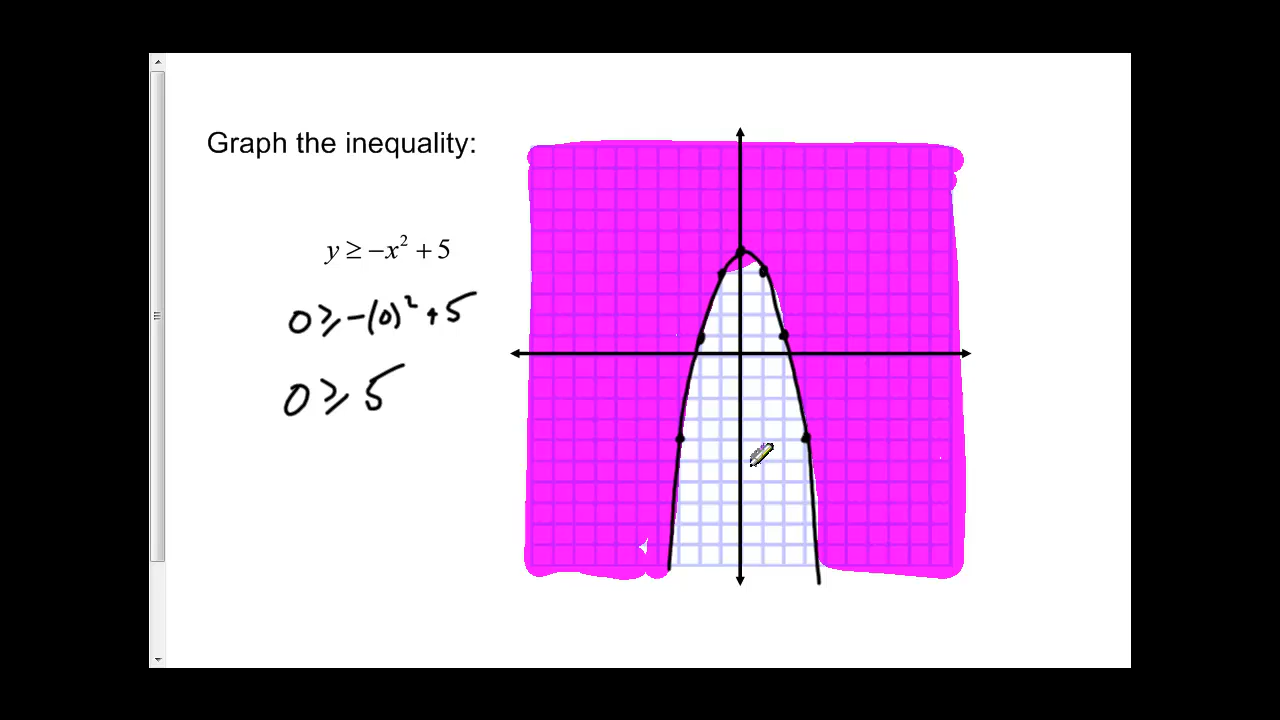 Graph the inequality:
y ≥ −x² + 5
0 ≥ −(0)² + 5
0 ≥ 5